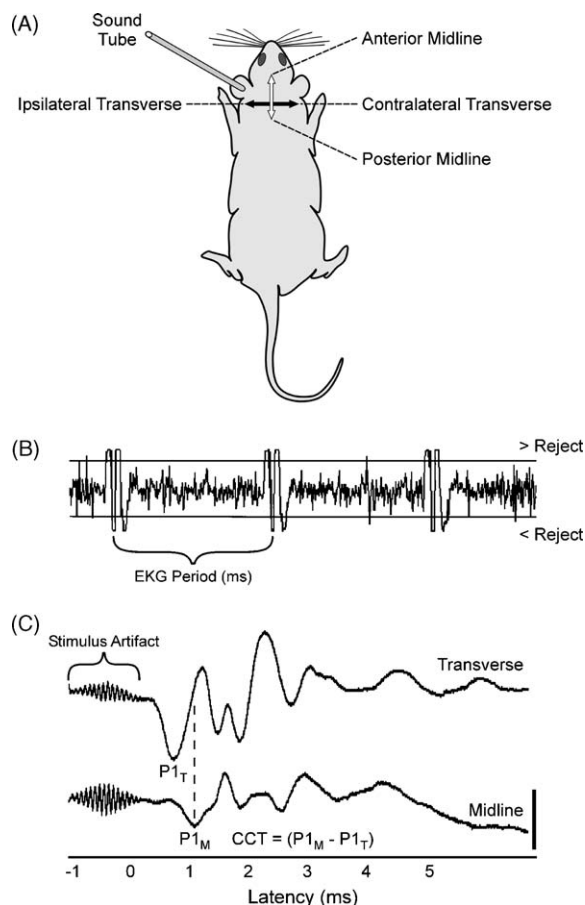 (A)
Sound
Tube
Anterior Midline
Ipsilateral Transverse
Contralateral Transverse
Posterior Midline
(B)
> Reject
< Reject
EKG Period (ms)
(C)
Stimulus Artifact
Transverse
P1T
Midline
P1M
CCT = (P1M - P1T)
-1 0 1 2 3 4 5
Latency (ms)